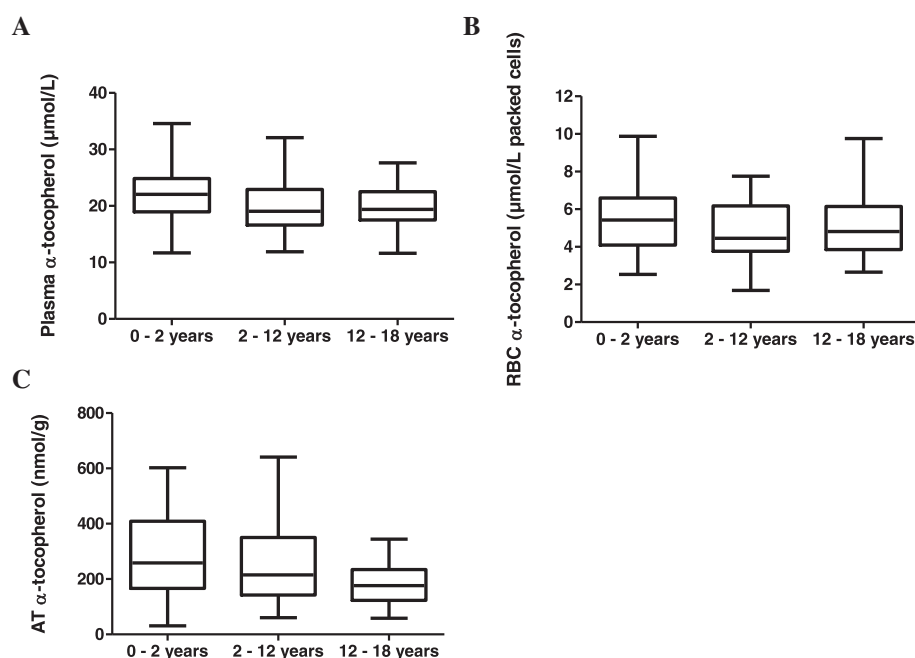 A
Plasma α-tocopherol (µmol/L)
40
30
20
10
0
0 - 2 years
2 - 12 years
12 - 18 years
B
RBC α-tocopherol (µmol/L packed cells)
12
10
8
6
4
2
0
0 - 2 years
2 - 12 years
12 - 18 years
C
AT α-tocopherol (nmol/g)
800
600
400
200
0
0 - 2 years
2 - 12 years
12 - 18 years